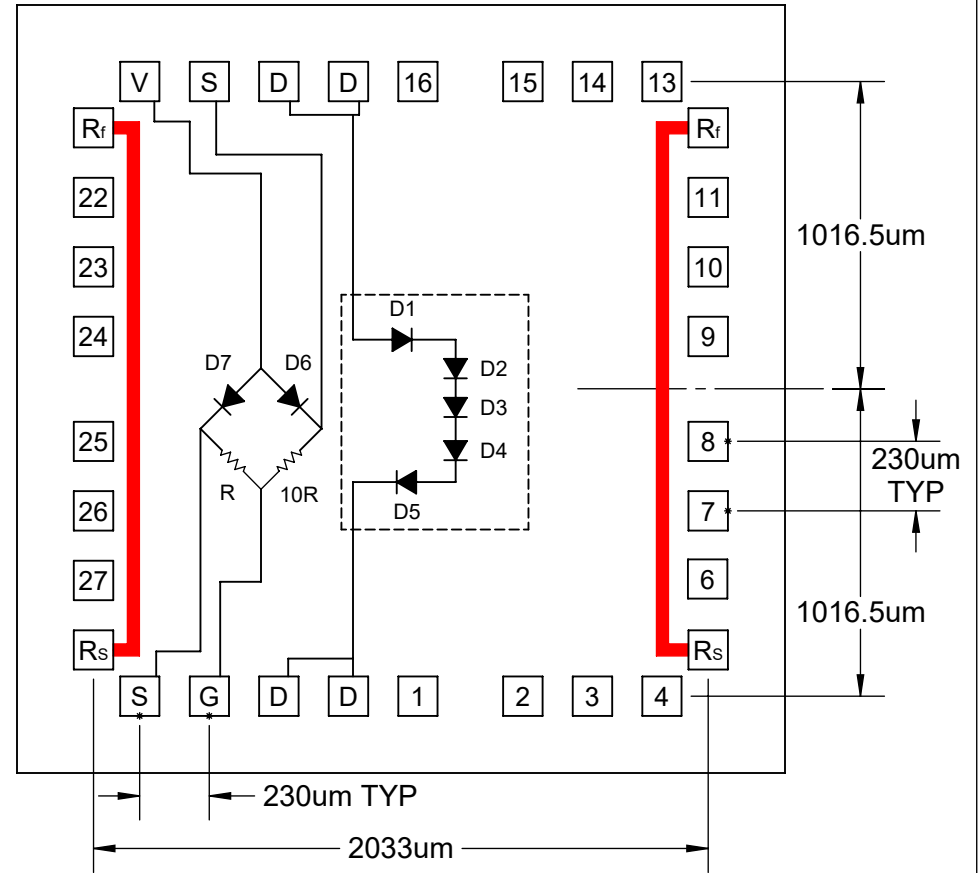 V S D D 16 15 14 13
Rf Rf
22 11
1016.5um
23 10
D1
24 9
D7 D6 D2
D3
25 D4 8
230um
TYP
R 10R
26 D5 7
27 6
1016.5um
Rs Rs
S G D D 1 2 3 4
230um TYP
2033um